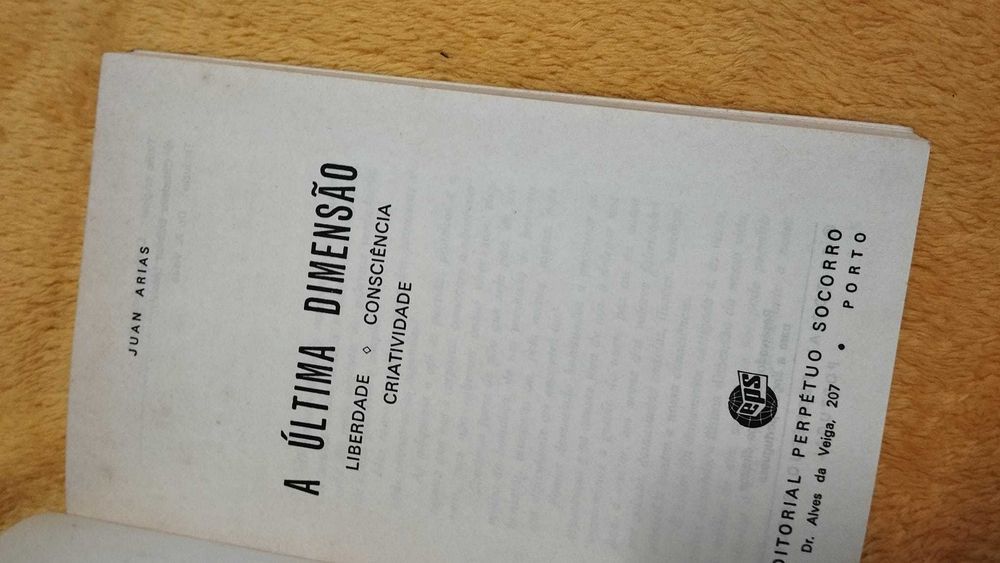 JUAN ARIAS
A ÚLTIMA DIMENSÃO
LIBERDADE ◇ CONSCIÊNCIA
CRIATIVIDADE
eps
DITORIAL PERPÉTUO SOCORRO
Dr. Alves da Veiga, 207 • PORTO